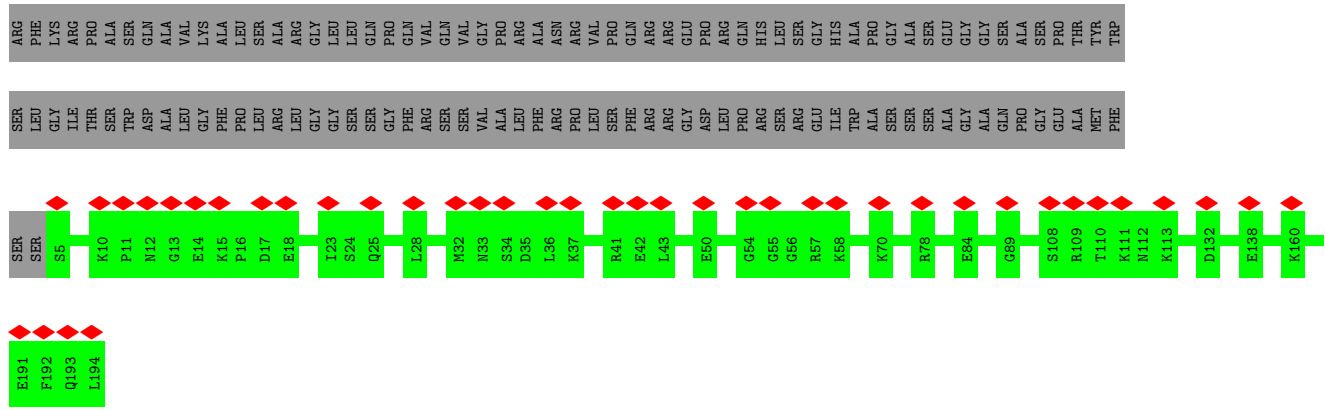 ARG PHE LYS ARG PRO ALA SER GLN ALA VAL LYS ALA LEU SER ALA ARG GLY LEU LEU GLN PRO GLN VAL GLN VAL GLY PRO ARG ALA ASN ARG VAL PRO GLN ARG ARG GLU PRO ARG GLN HIS LEU SER GLY HIS ALA PRO GLY ALA SER GLU GLY GLY SER ALA SER PRO THR TYR TRP
SER LEU GLY ILE THR SER TRP ASP ALA LEU GLY PHE PRO LEU ARG LEU GLY GLY SER SER GLY PHE ARG GLN SER VAL ALA LEU PHE ARG PRO LEU SER PHE ARG ARG GLY ASP LEU PRO ARG SER ARG GLU ILE TRP ALA SER SER SER ALA GLY ALA GLN PRO GLY GLU ALA MET PHE
SER SER S5 K10 P11 N12 G13 E14 K15 P16 D17 E18 I23 S24 Q25 L28 M32 N33 S34 D35 L36 K37 R41 E42 L43 E50 G54 G55 G56 R57 K58 K70 R78 E84 G89 S108 R109 T110 K111 N112 K113 D132 E138 K160
E191 F192 Q193 L194